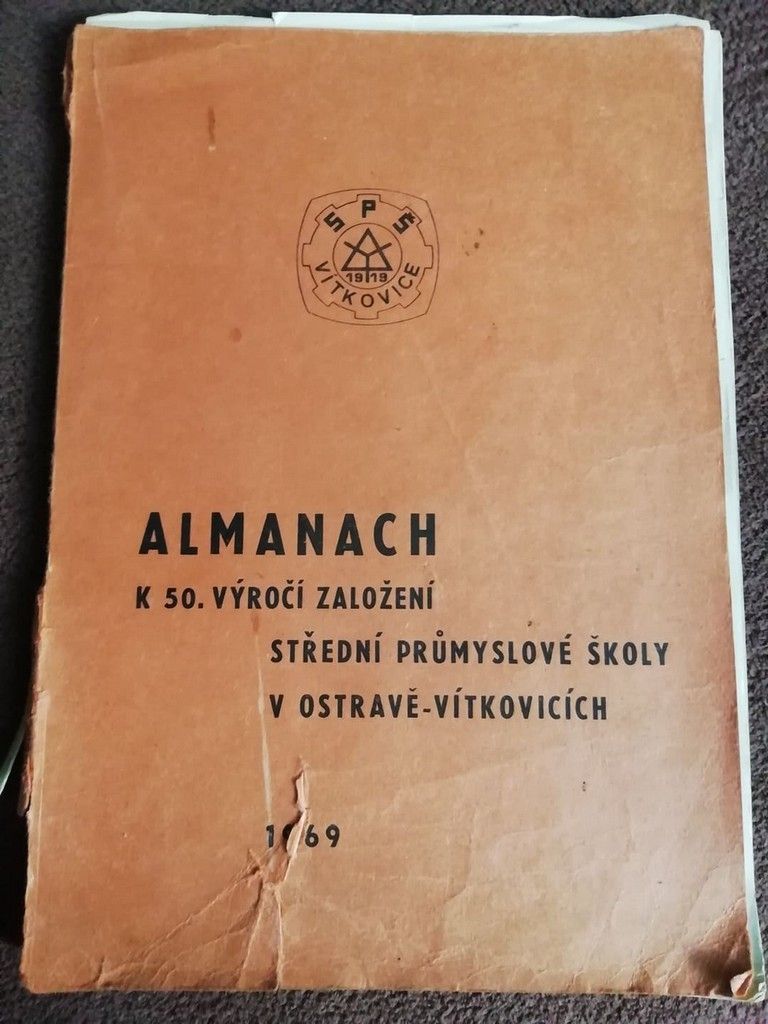 SPŠ
1919
VÍTKOVICE
ALMANACH
K 50. VÝROČÍ ZALOŽENÍ
STŘEDNÍ PRŮMYSLOVÉ ŠKOLY
V OSTRAVĚ-VÍTKOVICÍCH
1969